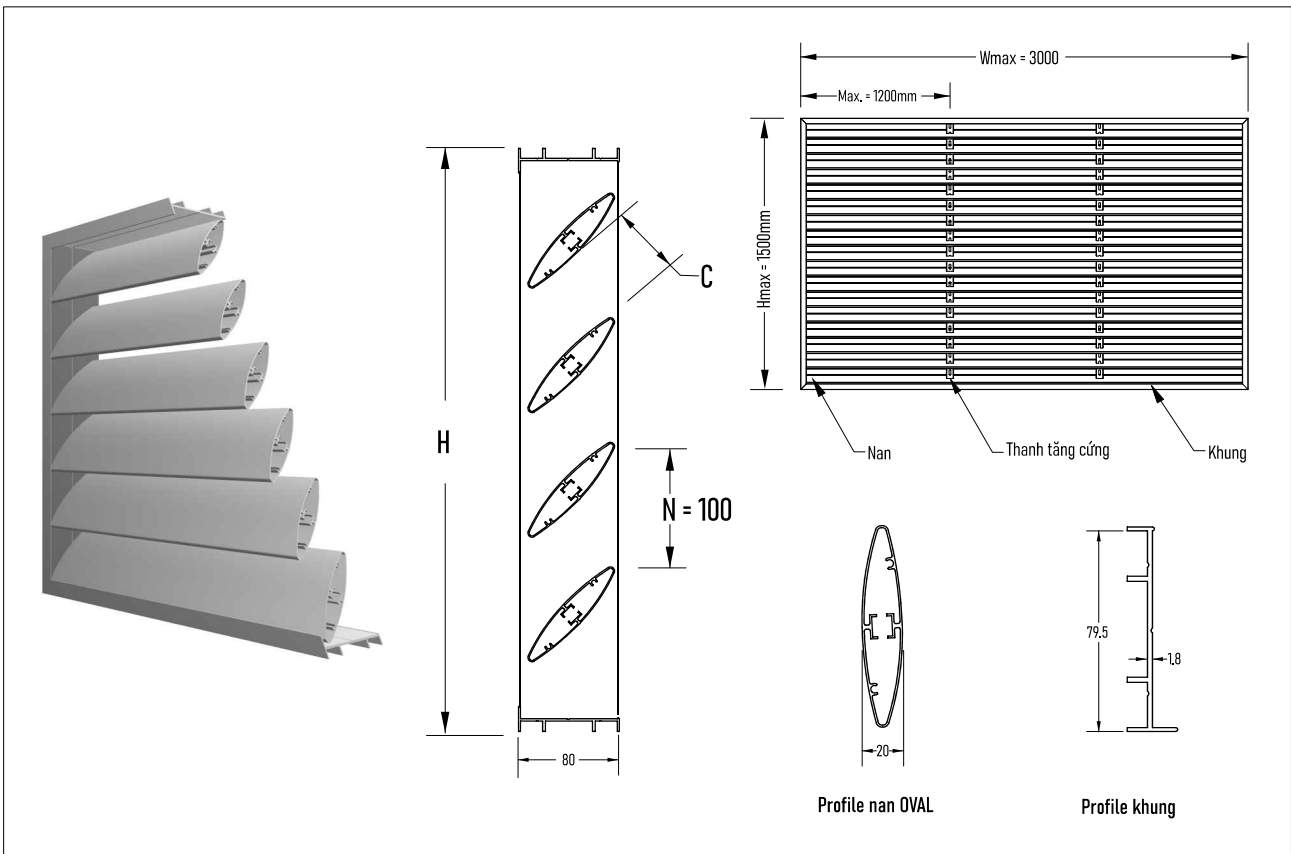 Wmax = 3000
Max. = 1200mm
Hmax = 1500mm
C
H
N = 100
80
Nan
Thanh tăng cứng
Khung
79.5
1.8
20
Profile nan OVAL
Profile khung